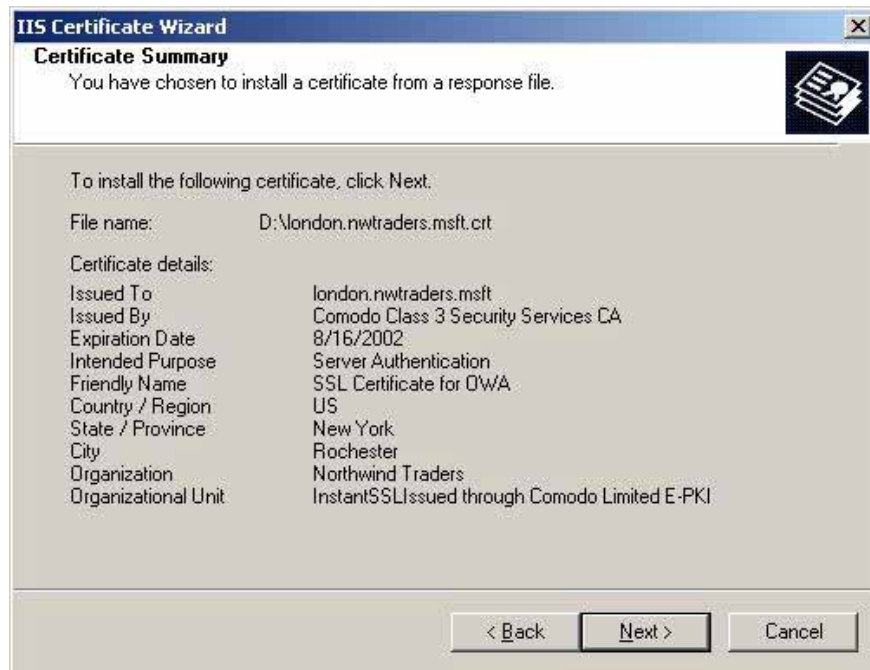 IIS Certificate Wizard
Certificate Summary
You have chosen to install a certificate from a response file.
To install the following certificate, click Next.
File name: D:\london.nwtraders.msft.crt
Certificate details:
Issued To london.nwtraders.msft
Issued By Comodo Class 3 Security Services CA
Expiration Date 8/16/2002
Intended Purpose Server Authentication
Friendly Name SSL Certificate for OWA
Country / Region US
State / Province New York
City Rochester
Organization Northwind Traders
Organizational Unit InstantSSLIssued through Comodo Limited E-PKI
< Back Next > Cancel